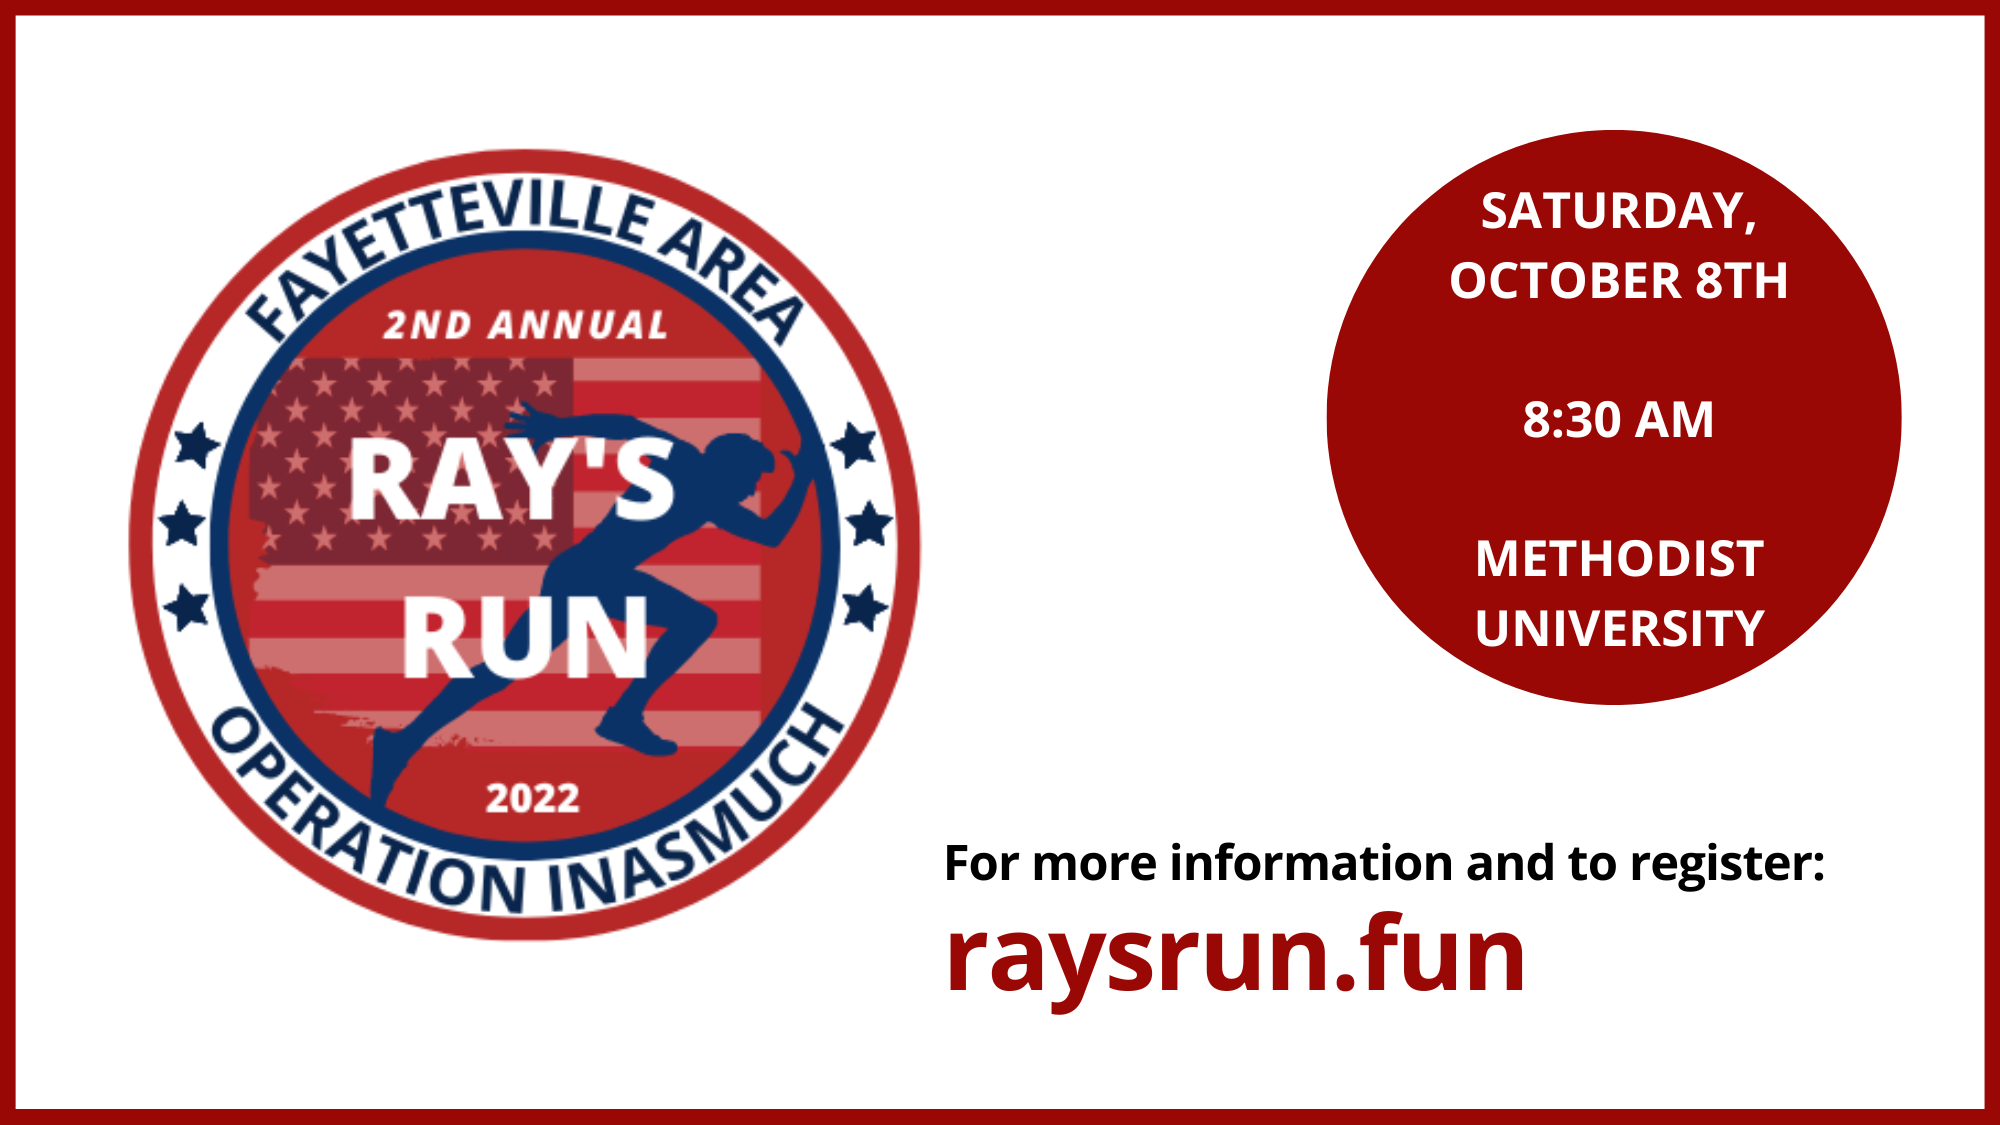 FAYETTEVILLE AREA
2ND ANNUAL
RAY'S
RUN
2022
OPERATION INASMUCH
SATURDAY,
OCTOBER 8TH
8:30 AM
METHODIST
UNIVERSITY
For more information and to register:
raysrun.fun